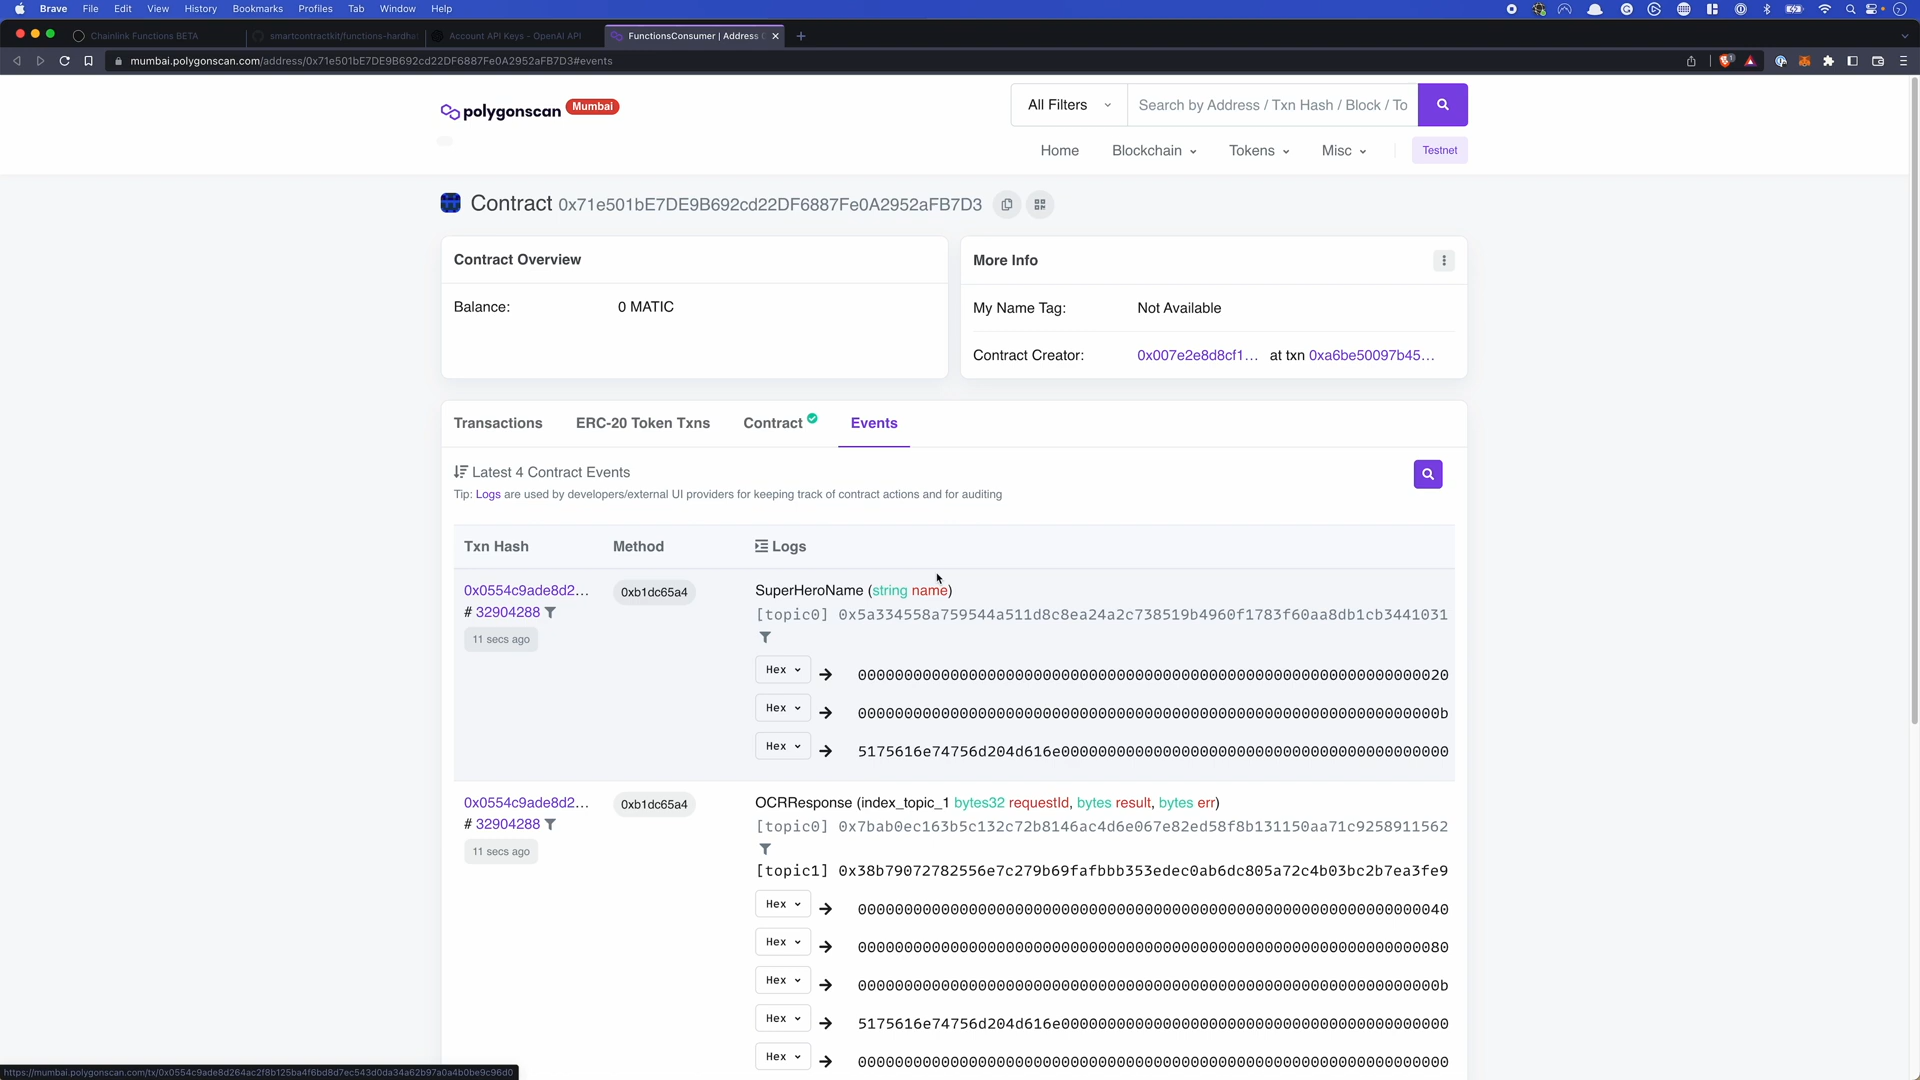 Brave File Edit View History Bookmarks Profiles Tab Window Help
Chainlink Functions BETA
smartcontractkit/functions-hardha
Account API Keys - OpenAI API
FunctionsConsumer | Address
mumbai.polygonscan.com/address/0x71e501bE7DE9B692cd22DF6887Fe0A2952aFB7D3#events
polygonscan Mumbai
All Filters
Search by Address / Txn Hash / Block / To
Home Blockchain Tokens Misc Testnet
Contract 0x71e501bE7DE9B692cd22DF6887Fe0A2952aFB7D3
Contract Overview
Balance: 0 MATIC
More Info
My Name Tag: Not Available
Contract Creator: 0x007e2e8d8cf1... at txn 0xa6be50097b45...
Transactions ERC-20 Token Txns Contract Events
Latest 4 Contract Events
Tip: Logs are used by developers/external UI providers for keeping track of contract actions and for auditing
Txn Hash Method Logs
0x0554c9ade8d2... 0xb1dc65a4 SuperHeroName (string name)
# 32904288
11 secs ago
[topic0] 0x5a334558a759544a511d8c8ea24a2c738519b4960f1783f60aa8db1cb3441031
Hex 0000000000000000000000000000000000000000000000000000000000000020
Hex 000000000000000000000000000000000000000000000000000000000000000b
Hex 5175616e74756d204d616e000000000000000000000000000000000000000000
0x0554c9ade8d2... 0xb1dc65a4 OCRResponse (index_topic_1 bytes32 requestId, bytes result, bytes err)
# 32904288
11 secs ago
[topic0] 0x7bab0ec163b5c132c72b8146ac4d6e067e82ed58f8b131150aa71c9258911562
[topic1] 0x38b79072782556e7c279b69fafbbb353edec0ab6dc805a72c4b03bc2b7ea3fe9
Hex 0000000000000000000000000000000000000000000000000000000000000040
Hex 0000000000000000000000000000000000000000000000000000000000000080
Hex 000000000000000000000000000000000000000000000000000000000000000b
Hex 5175616e74756d204d616e000000000000000000000000000000000000000000
Hex 0000000000000000000000000000000000000000000000000000000000000000
https://mumbai.polygonscan.com/tx/0x0554c9ade8d264ac2f8b125ba4f6bd8d7ec543d0da34a62b97a0a4b0be9c96d0